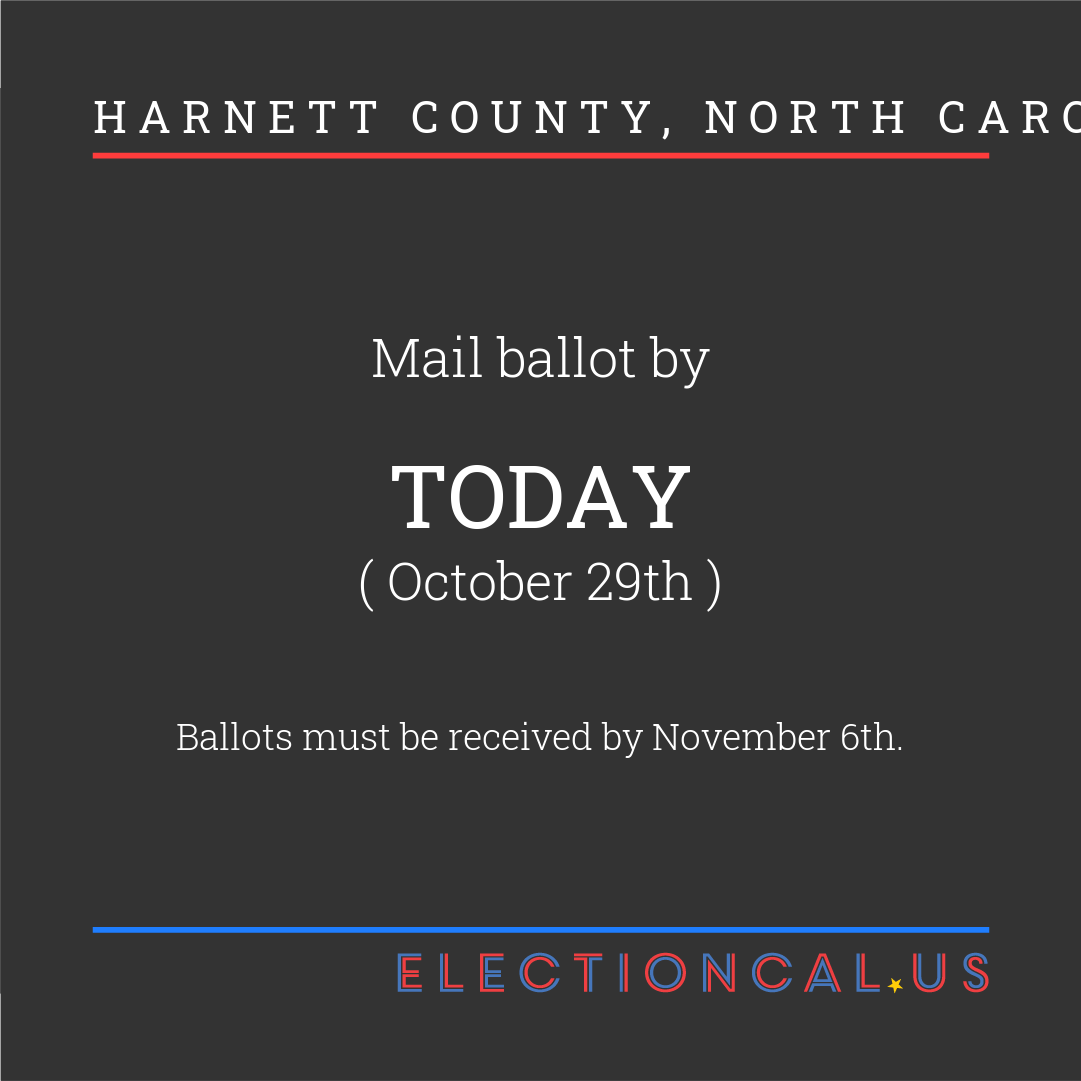 HARNETT COUNTY, NORTH CARO
Mail ballot by
TODAY
( October 29th )
Ballots must be received by November 6th.
ELECTIONCAL.US